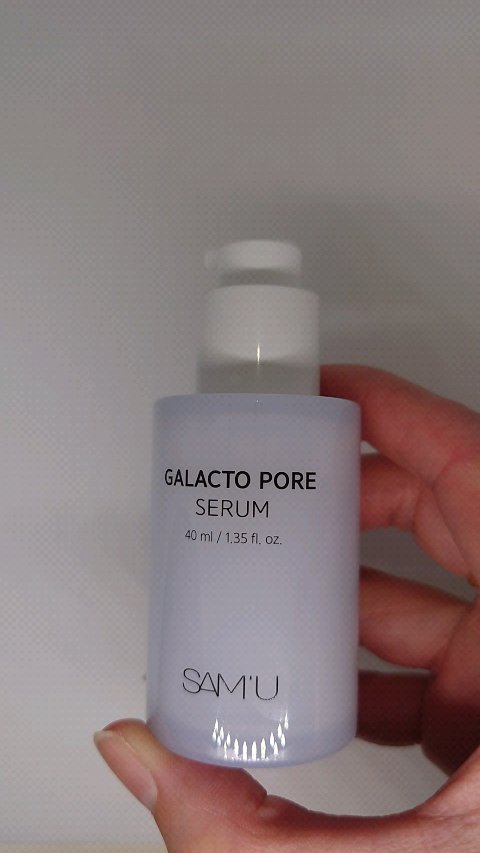 GALACTO PORE
SERUM
40 ml / 1.35 fl. oz.
SAM'U